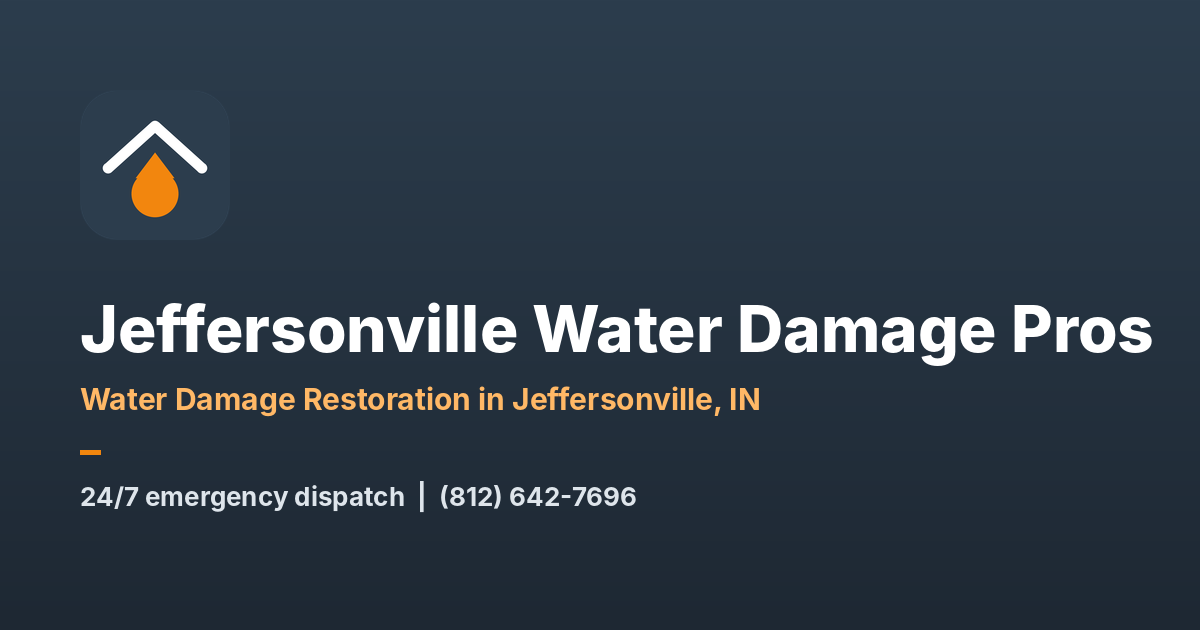 Jeffersonville Water Damage Pros
Water Damage Restoration in Jeffersonville, IN
24/7 emergency dispatch | (812) 642-7696